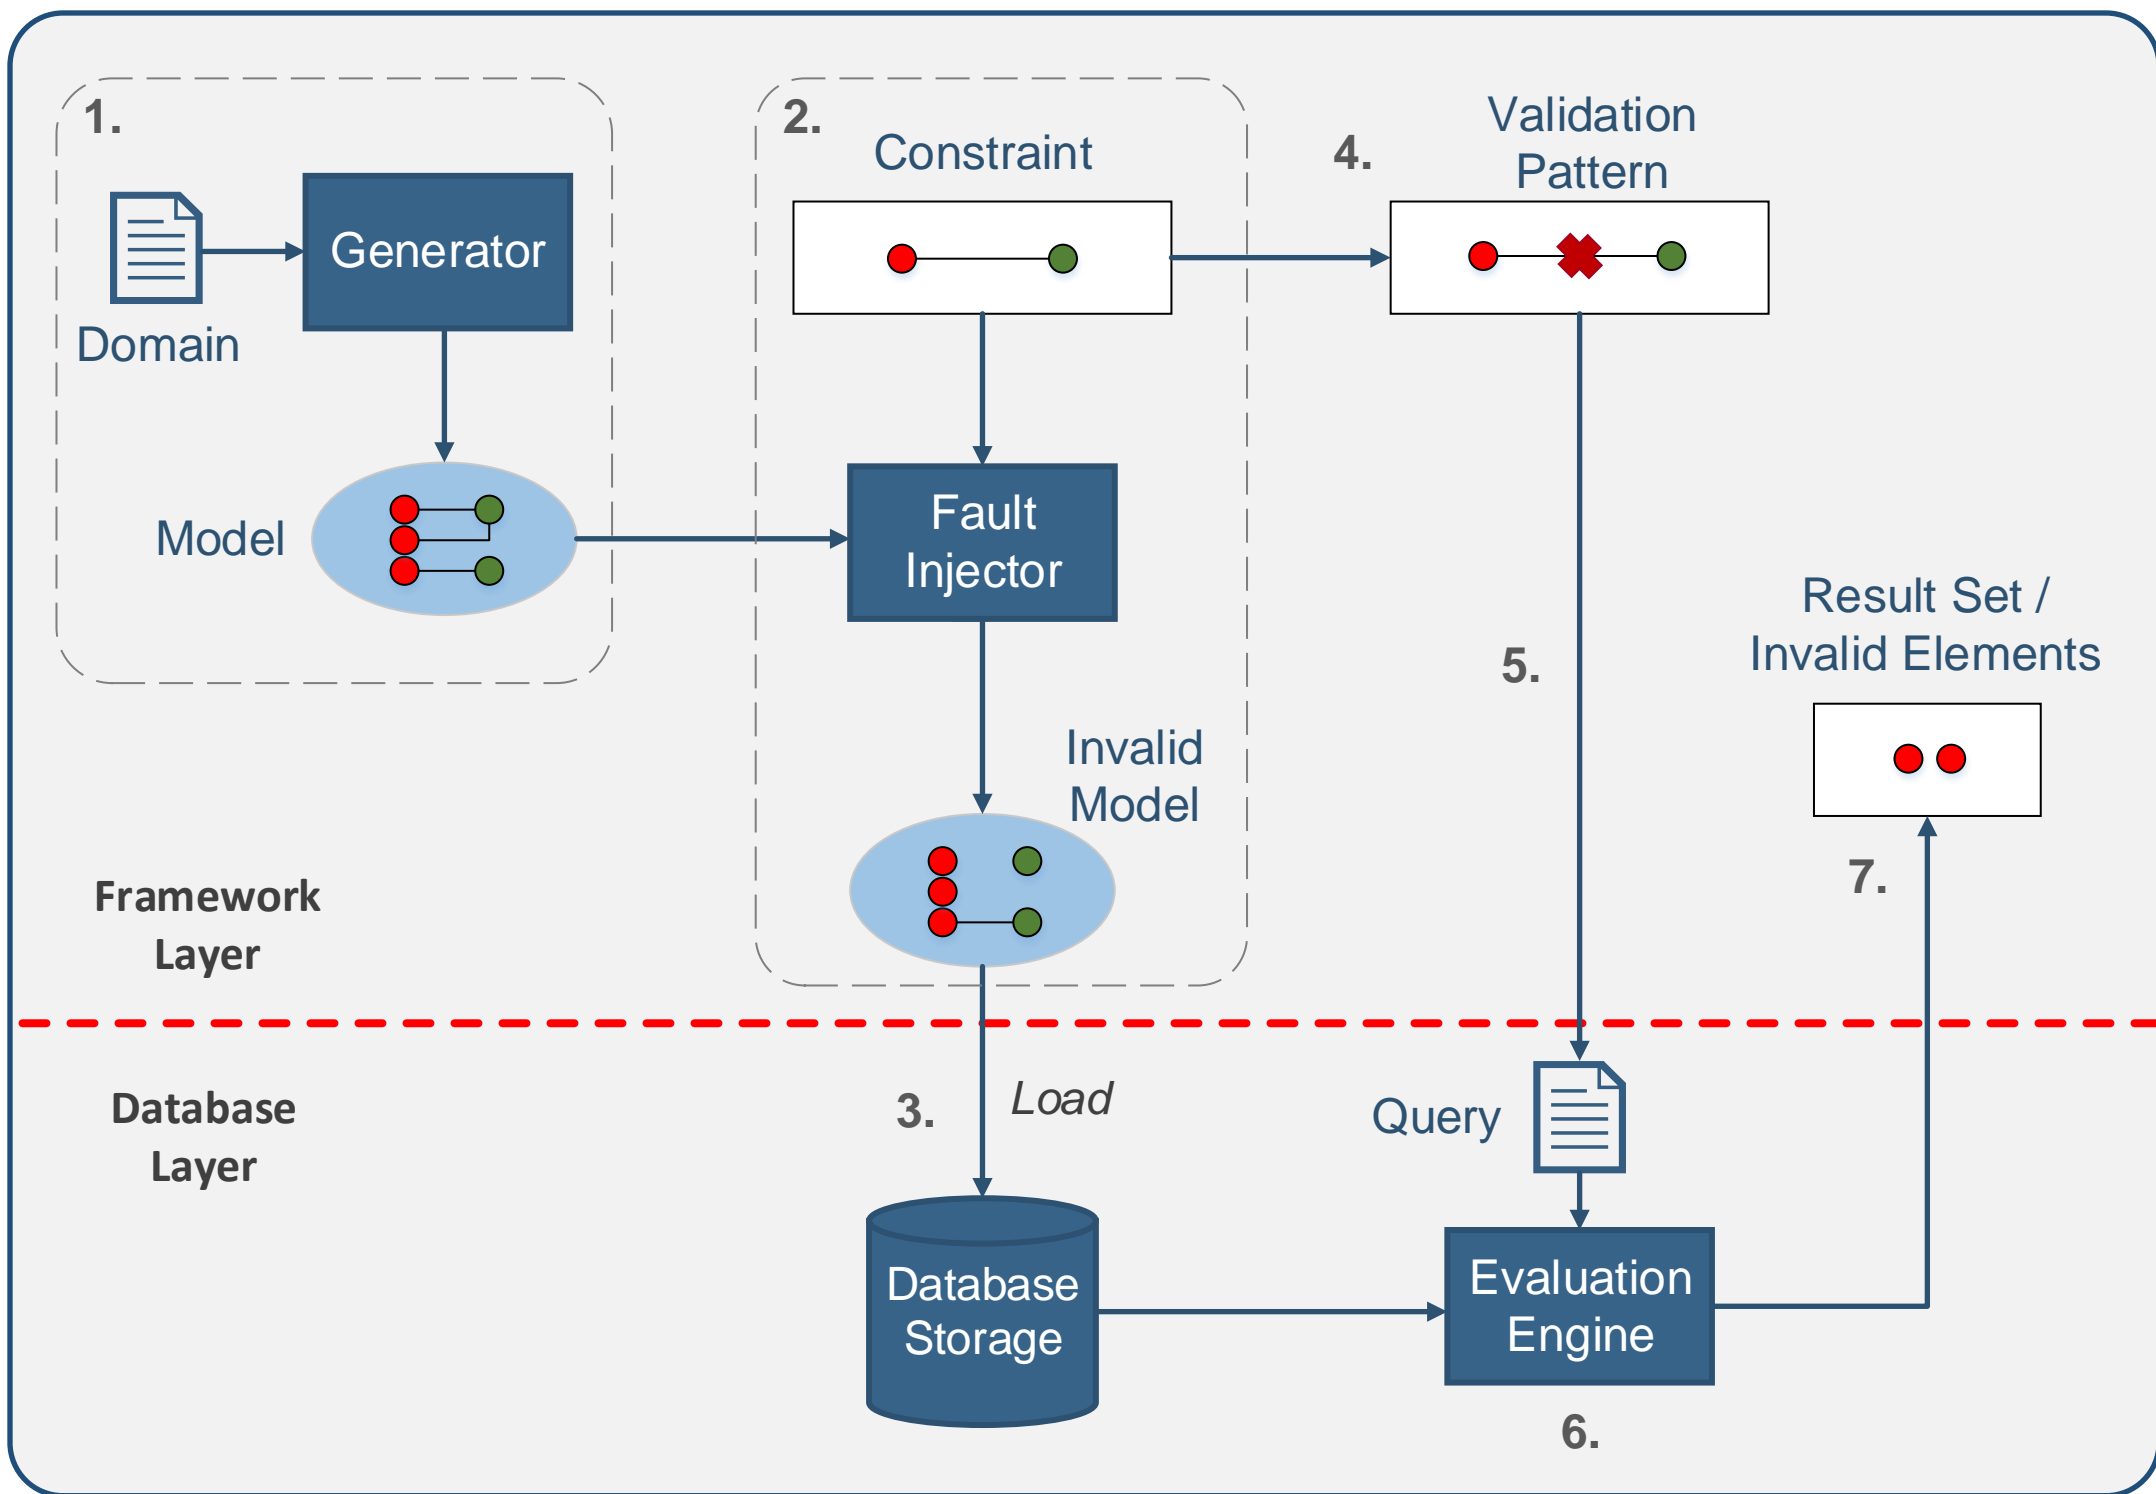 1.
Generator
Domain
Model
2.
Constraint
Fault
Injector
Invalid
Model
4.
Validation
Pattern
5.
Result Set /
Invalid Elements
7.
Framework
Layer
Database
Layer
3.
Load
Query
Database
Storage
Evaluation
Engine
6.